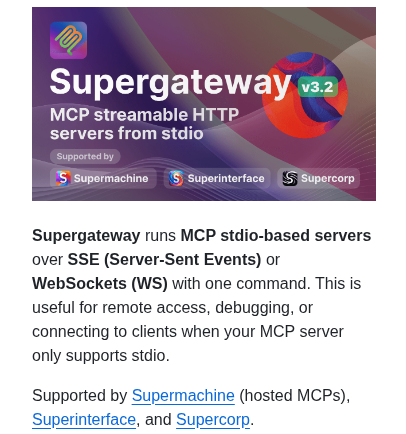 Supergateway v3.2
MCP streamable HTTP
servers from stdio
Supported by
Supermachine Superinterface Supercorp
Supergateway runs MCP stdio-based servers
over SSE (Server-Sent Events) or
WebSockets (WS) with one command. This is
useful for remote access, debugging, or
connecting to clients when your MCP server
only supports stdio.
Supported by Supermachine (hosted MCPs),
Superinterface, and Supercorp.